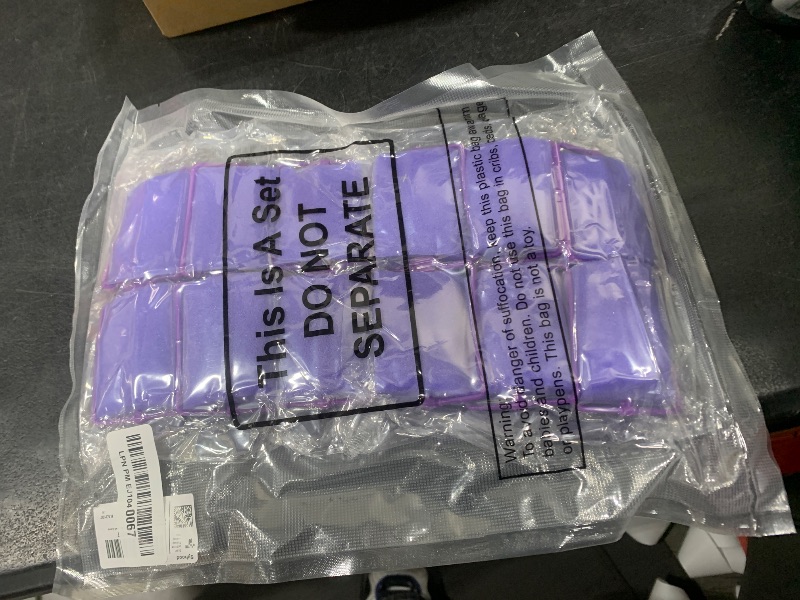 This Is A Set
DO NOT
SEPARATE
Warning:
To avoid danger of suffocation, keep this plastic bag away from
babies and children. Do not use this bag in cribs, beds,
or playpens. This bag is not a toy.